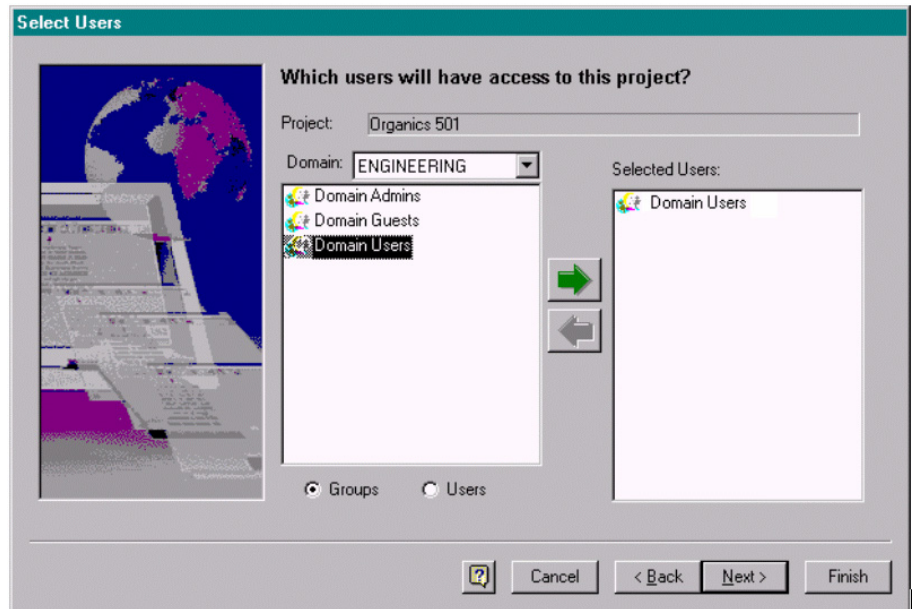 Select Users
Which users will have access to this project?
Project: Organics 501
Domain: ENGINEERING
Domain Admins
Domain Guests
Domain Users
Selected Users:
Domain Users
Groups Users
? Cancel < Back Next > Finish